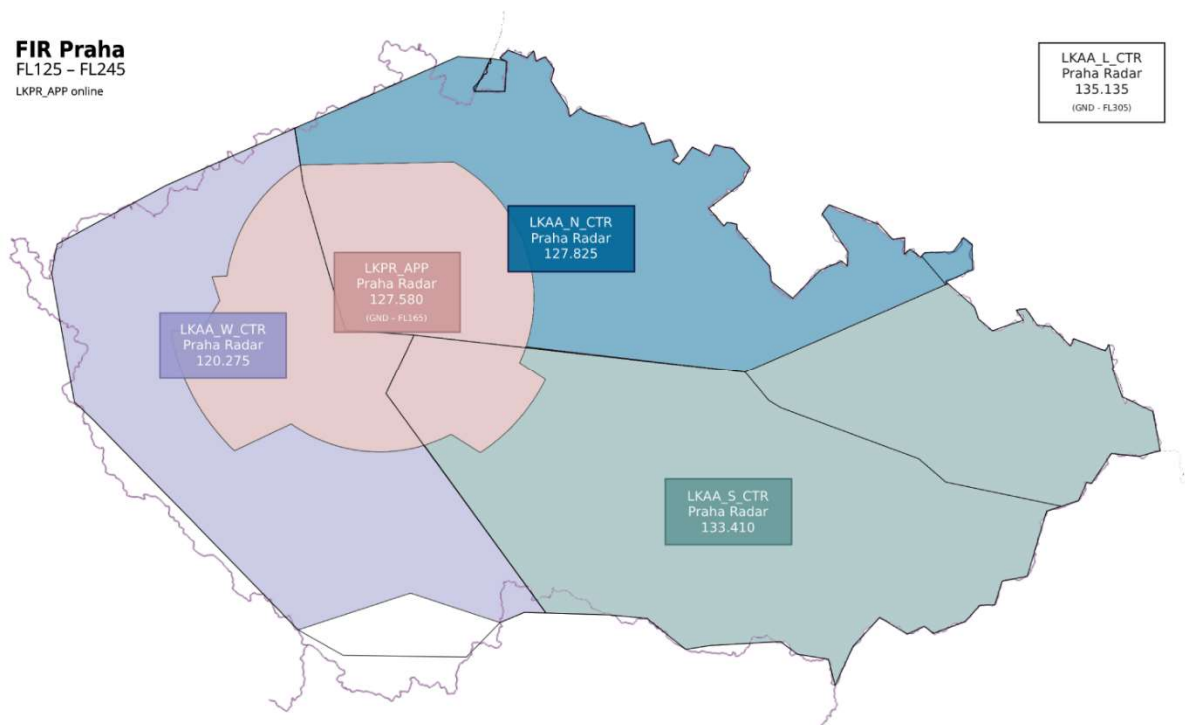 FIR Praha
FL125 – FL245
LKPR_APP online
LKAA_L_CTR
Praha Radar
135.135
(GND - FL305)
LKAA_N_CTR
Praha Radar
127.825
LKPR_APP
Praha Radar
127.580
(GND – FL165)
LKAA_W_CTR
Praha Radar
120.275
LKAA_S_CTR
Praha Radar
133.410